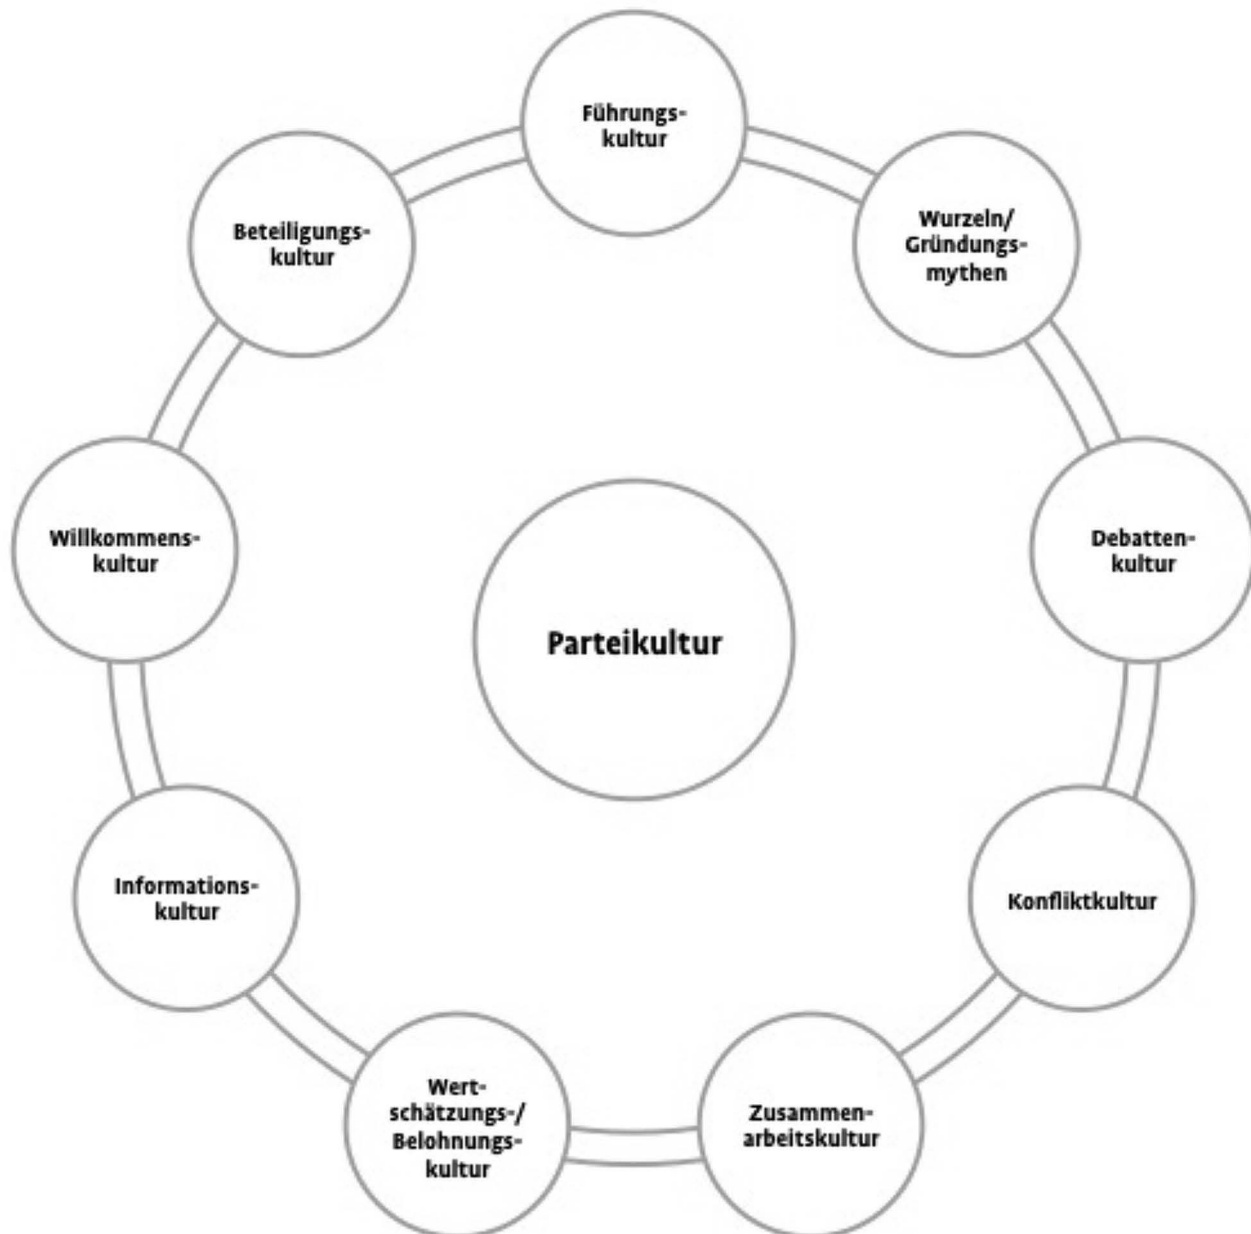 Führungs-
kultur
Wurzeln/
Gründungs-
mythen
Debatten-
kultur
Konfliktkultur
Zusammen-
arbeitskultur
Wert-
schätzungs-/
Belohnungs-
kultur
Informations-
kultur
Willkommens-
kultur
Beteiligungs-
kultur
Parteikultur